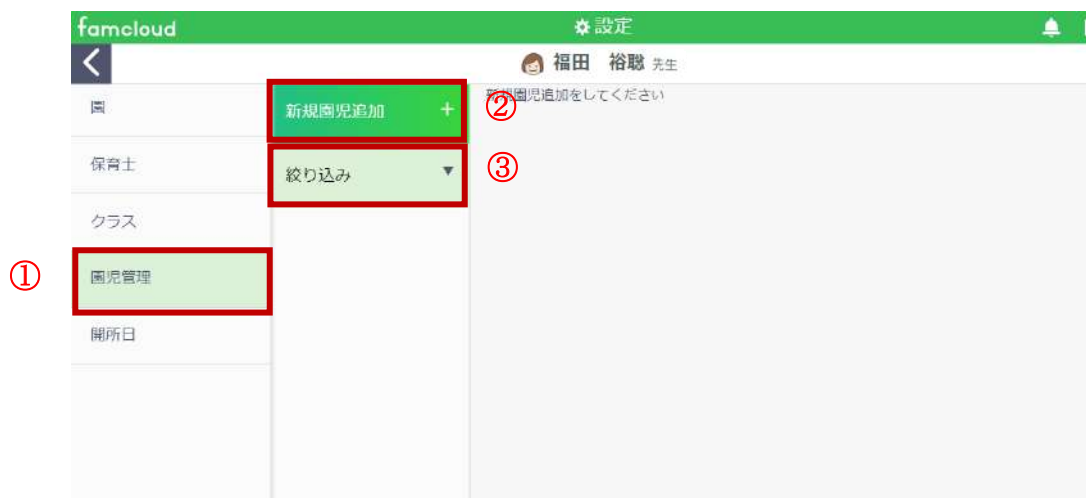 famcloud
設定
福田 裕聡 先生
園
新規園児追加 +
②
新規園児追加をしてください
保育士
絞り込み ▼
③
クラス
①
園児管理
開所日